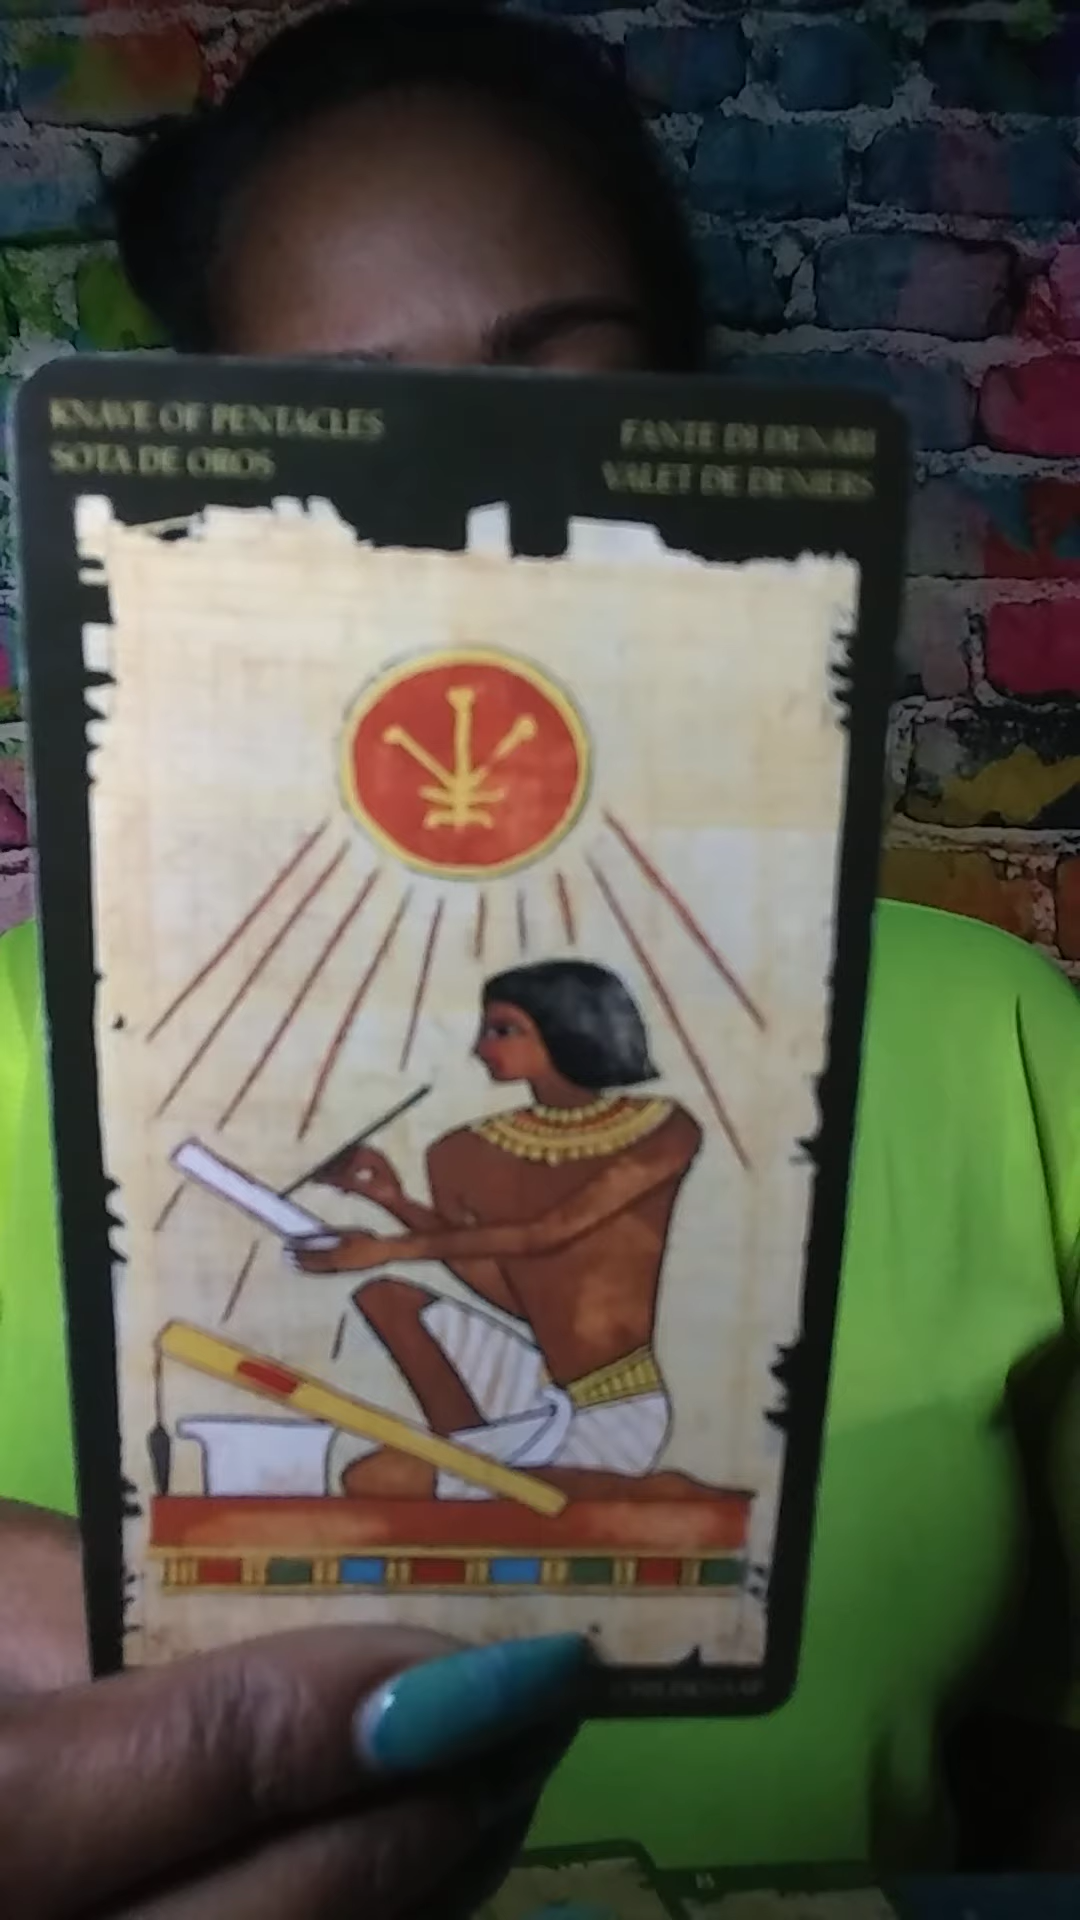 KNAVE OF PENTACLES
SOTA DE OROS
FANTE DI DENARI
VALET DE DENIERS